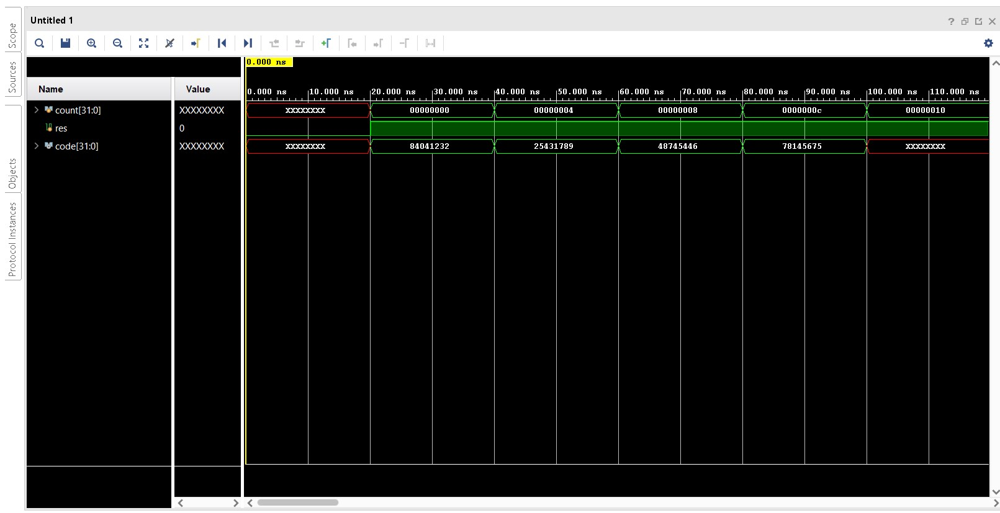 Untitled 1
Scope
Sources
Objects
Protocol Instances
0.000 ns
Name Value
0.000 ns 10.000 ns 20.000 ns 30.000 ns 40.000 ns 50.000 ns 60.000 ns 70.000 ns 80.000 ns 90.000 ns 100.000 ns 110.000 ns
count[31:0] XXXXXXXX XXXXXXXX 00000000 00000004 00000008 0000000c 00000010
res 0
code[31:0] XXXXXXXX XXXXXXXX 84041232 25431789 48745446 78145675 XXXXXXXX